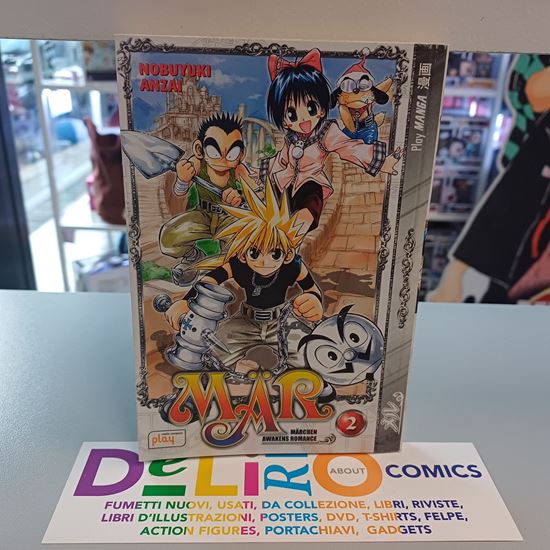 NOBUYUKI
ANZAI
Play MANGA 漫画
MÄR
MÄRCHEN
AWAKENS ROMANCE
2
play
DELIRIO
ABOUT
COMICS
FUMETTI NUOVI, USATI, DA COLLEZIONE, LIBRI, RIVISTE,
LIBRI D'ILLUSTRAZIONI, POSTERS, DVD, T-SHIRTS, FELPE,
ACTION FIGURES, PORTACHIAVI, GADGETS